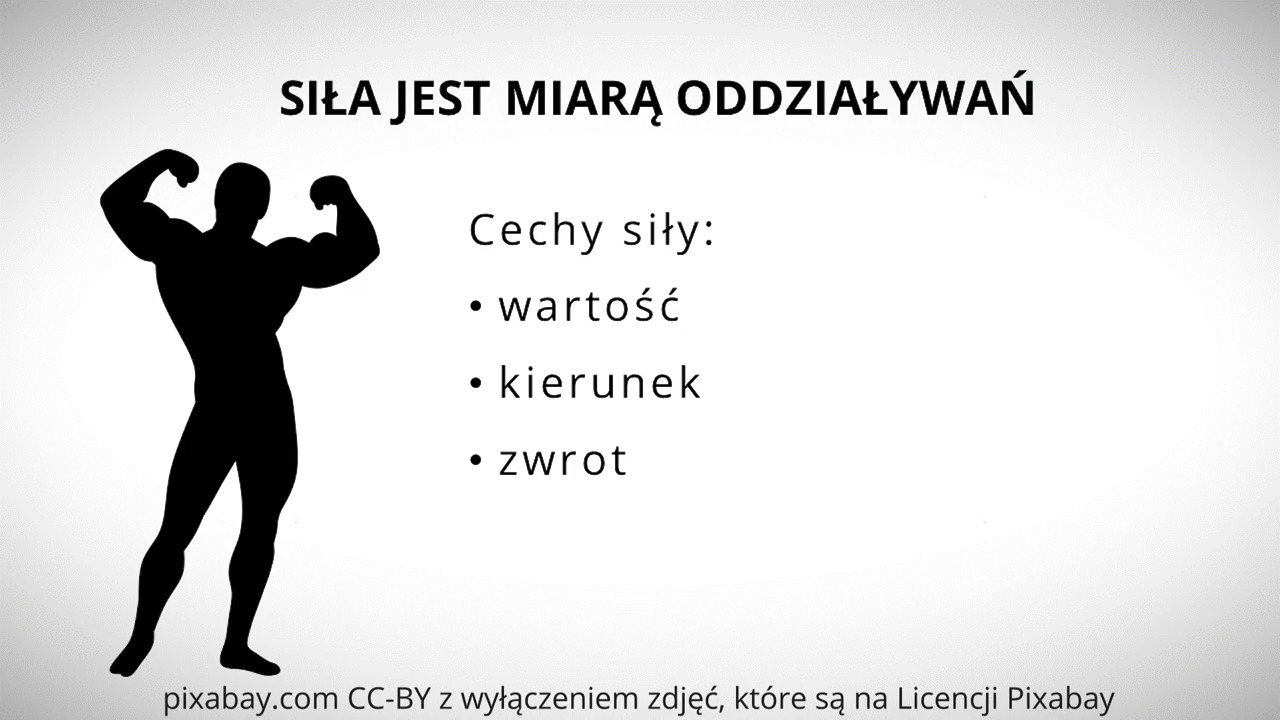 SIŁA JEST MIARĄ ODDZIAŁYWAŃ
Cechy siły:
• wartość
• kierunek
• zwrot
pixabay.com CC-BY z wyłączeniem zdjęć, które są na Licencji Pixabay